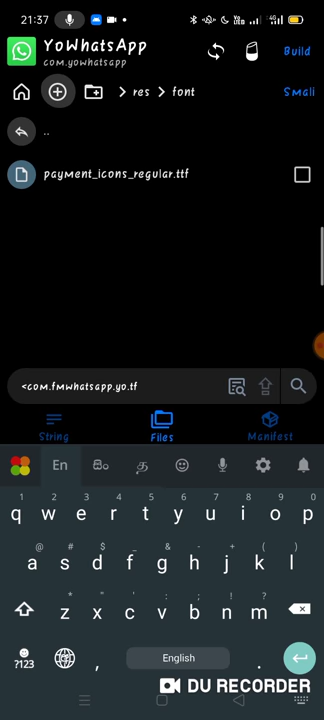 21:37
YoWhatsApp
com.yowhatsapp
Build
res
font
Smali
..
payment_icons_regular.ttf
<com.fmwhatsapp.yo.tf
String
Files
Manifest
En
සිං
த
1 2 3 4 5 6 7 8 9 0
q w e r t y u i o p
@ # $ _ & - + ( )
a s d f g h j k l
* " ' : ; ! ?
z x c v b n m
?123
,
English
.
DU RECORDER